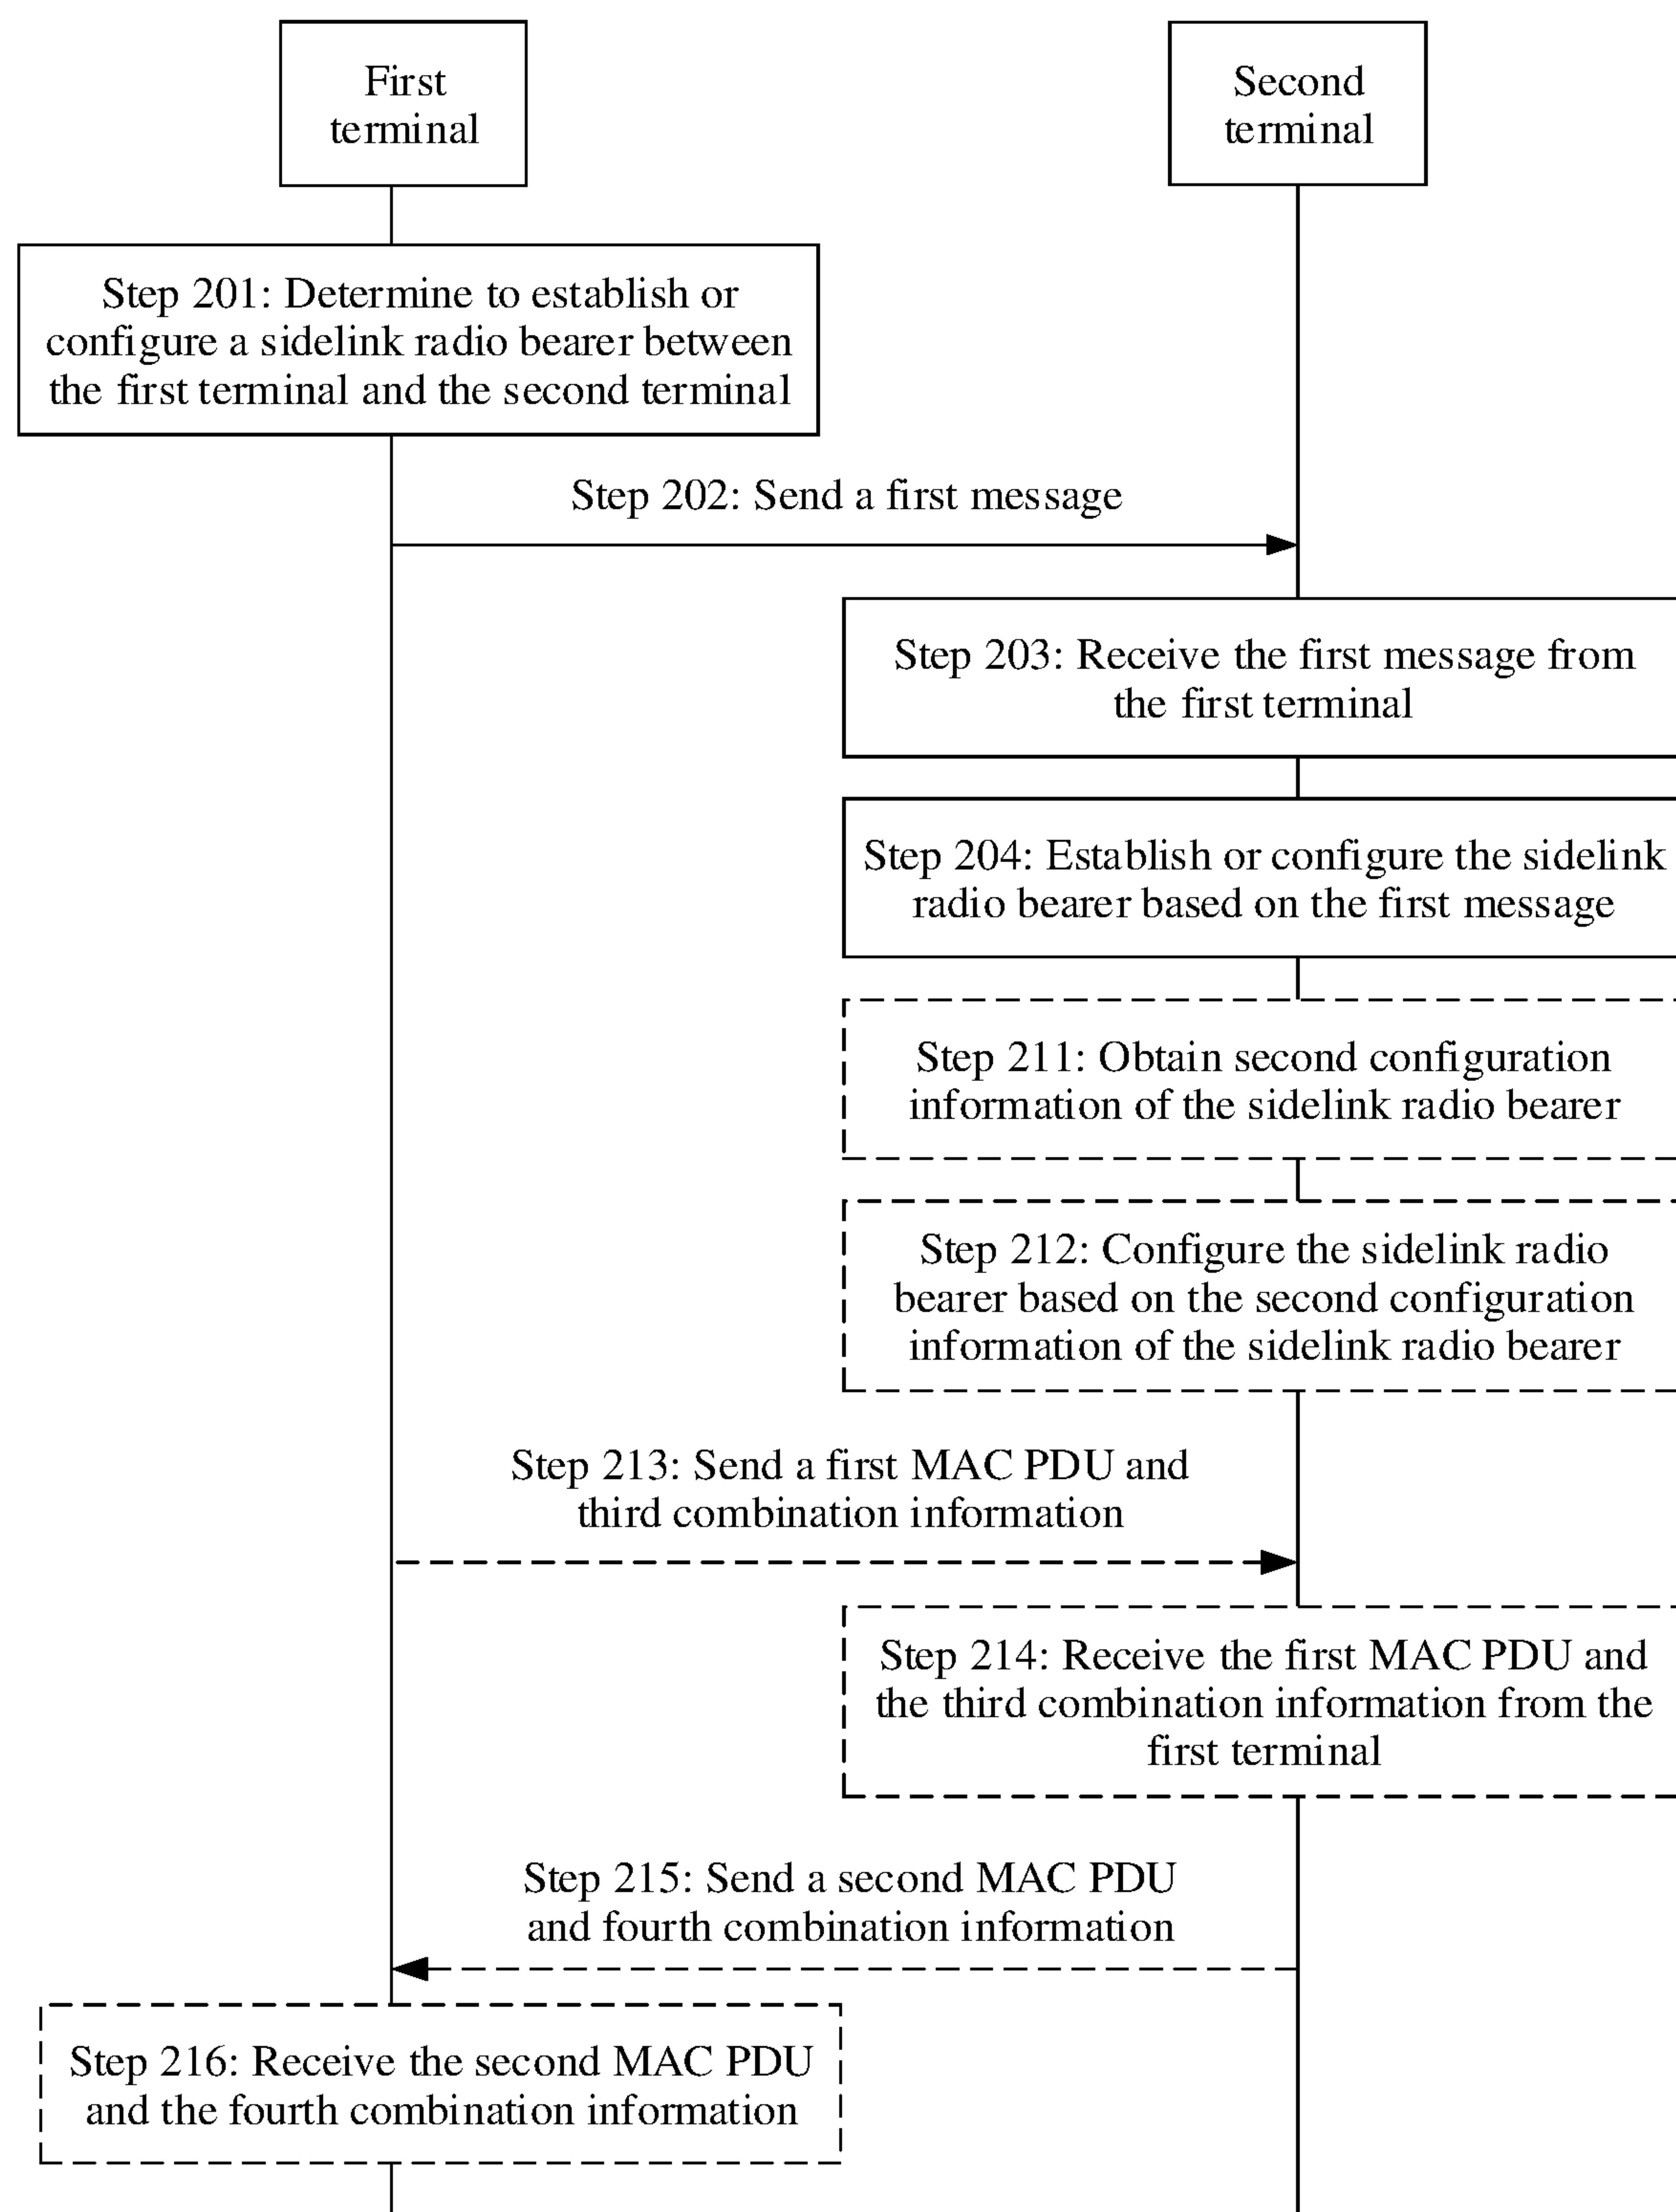 First
terminal
Second
terminal
Step 201: Determine to establish or
configure a sidelink radio bearer between
the first terminal and the second terminal
Step 202: Send a first message
Step 203: Receive the first message from
the first terminal
Step 204: Establish or configure the sidelink
radio bearer based on the first message
Step 211: Obtain second configuration
information of the sidelink radio bearer
Step 212: Configure the sidelink radio
bearer based on the second configuration
information of the sidelink radio bearer
Step 213: Send a first MAC PDU and
third combination information
Step 214: Receive the first MAC PDU and
the third combination information from the
first terminal
Step 215: Send a second MAC PDU
and fourth combination information
Step 216: Receive the second MAC PDU
and the fourth combination information